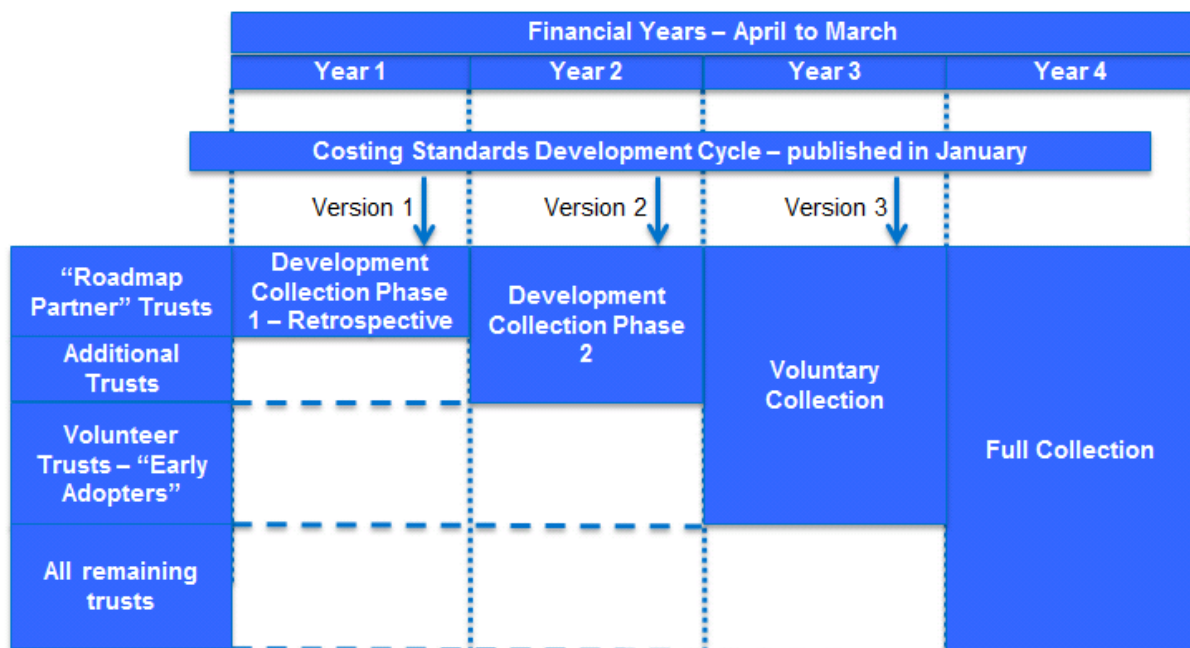 Financial Years – April to March
Year 1
Year 2
Year 3
Year 4
Costing Standards Development Cycle – published in January
Version 1
Version 2
Version 3
“Roadmap
Partner” Trusts
Development
Collection Phase
1 – Retrospective
Development
Collection Phase
2
Voluntary
Collection
Full Collection
Additional
Trusts
Volunteer
Trusts – “Early
Adopters”
All remaining
trusts